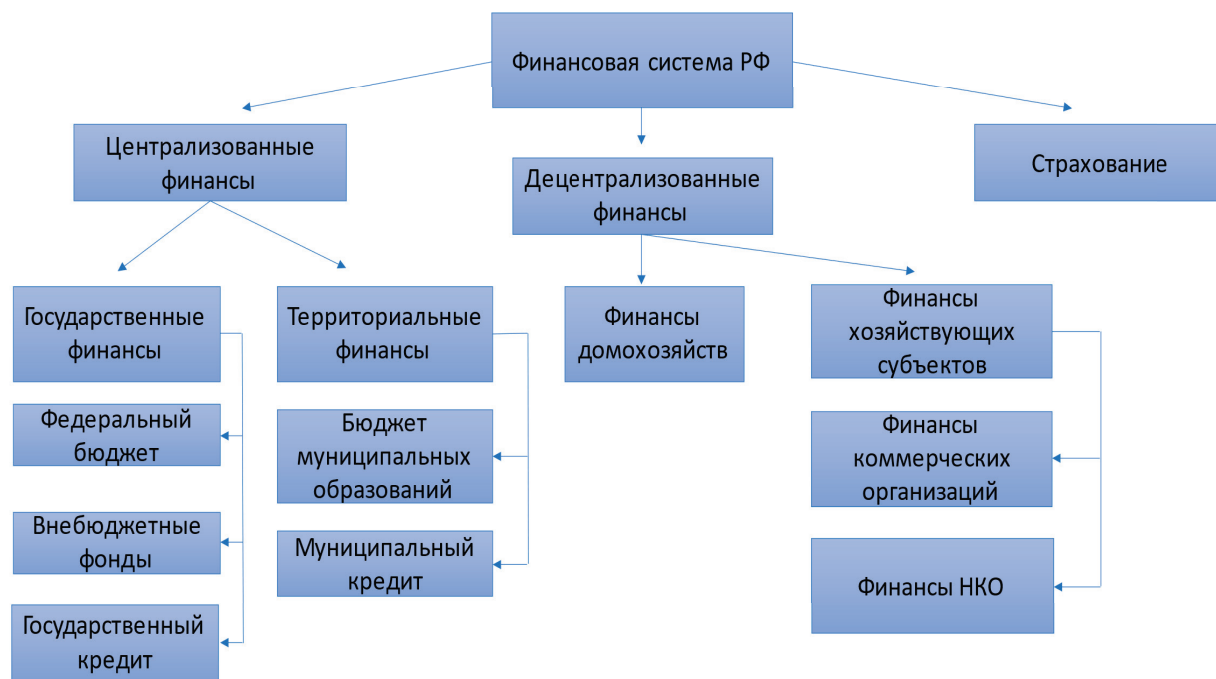 Финансовая система РФ
Централизованные
финансы
Децентрализованные
финансы
Страхование
Государственные
финансы
Территориальные
финансы
Финансы
домохозяйств
Финансы
хозяйствующих
субъектов
Федеральный
бюджет
Бюджет
муниципальных
образований
Финансы
коммерческих
организаций
Внебюджетные
фонды
Муниципальный
кредит
Финансы НКО
Государственный
кредит